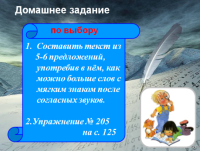 Домашнее задание
по выбору
1. Составить текст из
5-6 предложений,
употребив в нём, как
можно больше слов с
мягким знаком после
согласных звуков.
2.Упражнение № 205
на с. 125